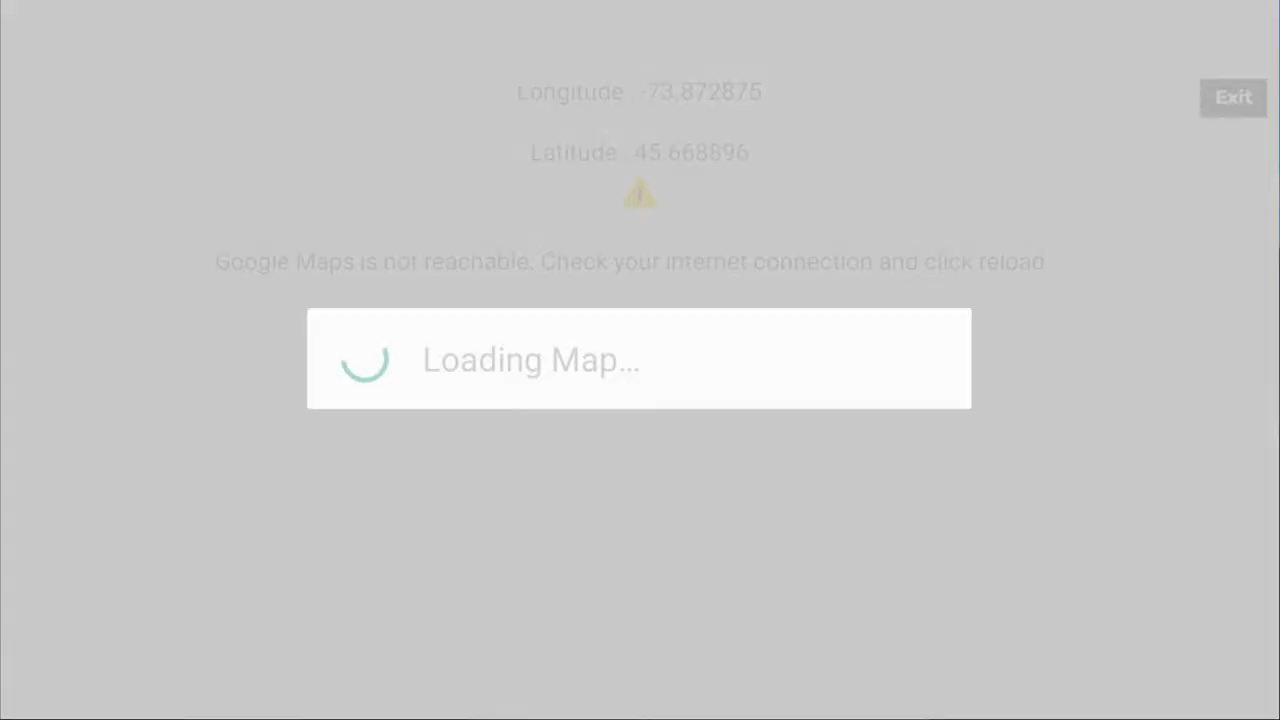 Longitude : -73.872875
Exit
Latitude : 45.668896
Google Maps is not reachable. Check your internet connection and click reload
Loading Map...